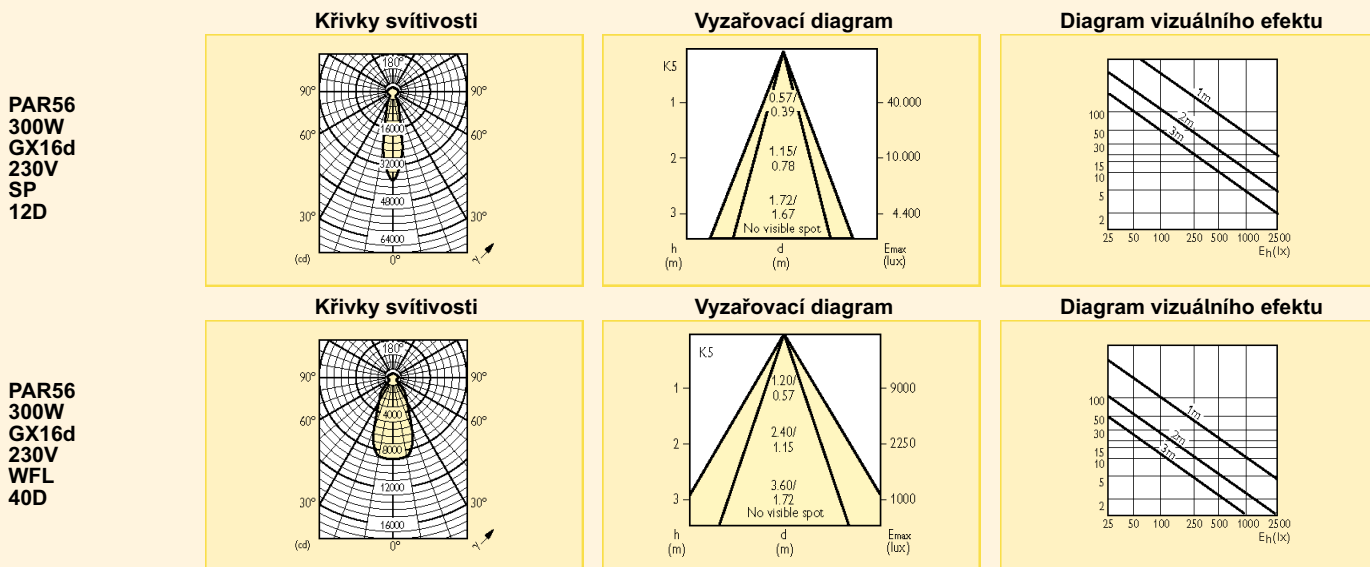 Křivky svítivosti
Vyzařovací diagram
Diagram vizuálního efektu
PAR56
300W
GX16d
230V
SP
12D
180°
90°
90°
60°
60°
30°
30°
16000
32000
48000
64000
(cd)
0°
γ
K5
1
2
3
h
(m)
0.57/
0.39
1.15/
0.78
1.72/
1.67
No visible spot
d
(m)
40.000
10.000
4.400
Emax
(lux)
100
50
30
15
10
5
2
1m
2m
3m
25 50 100 250 500 1000 2500
Eh(lx)
Křivky svítivosti
Vyzařovací diagram
Diagram vizuálního efektu
PAR56
300W
GX16d
230V
WFL
40D
180°
90°
90°
60°
60°
30°
30°
4000
8000
12000
16000
(cd)
0°
γ
K5
1
2
3
h
(m)
1.20/
0.57
2.40/
1.15
3.60/
1.72
No visible spot
d
(m)
9000
2250
1000
Emax
(lux)
100
50
30
15
10
5
2
1m
2m
3m
25 50 100 250 500 1000 2500
Eh(lx)